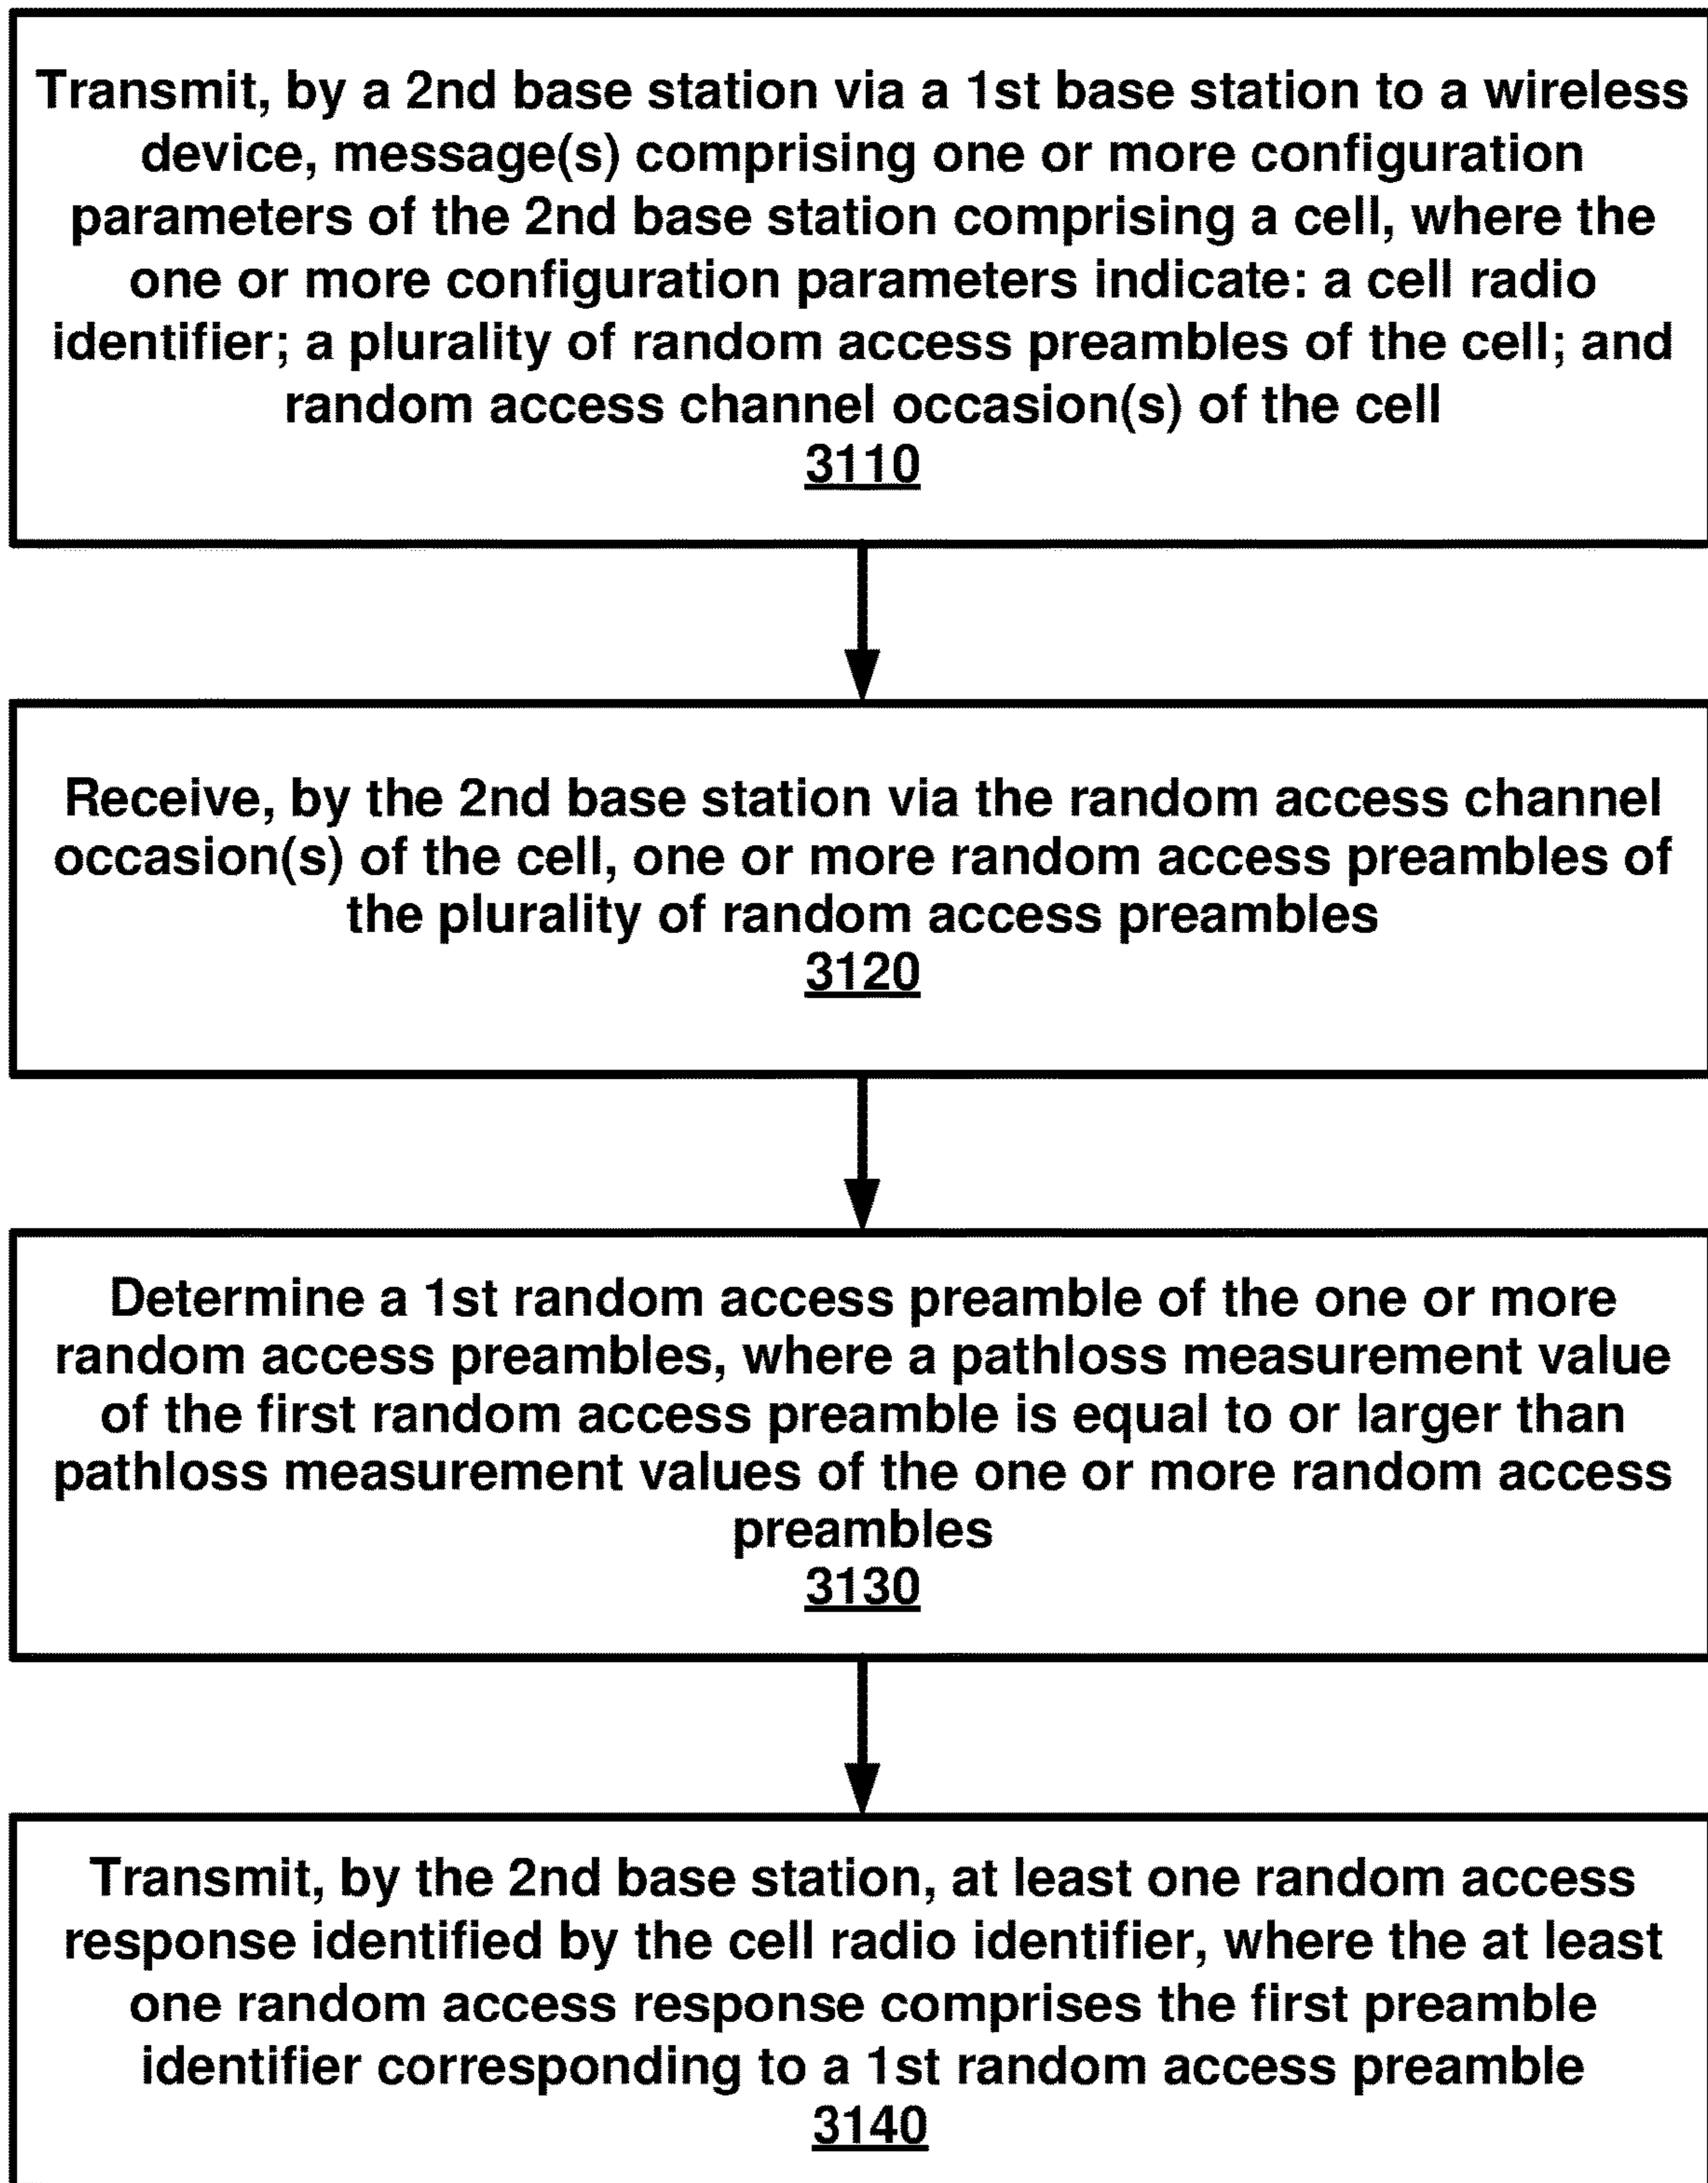 Transmit, by a 2nd base station via a 1st base station to a wireless
device, message(s) comprising one or more configuration
parameters of the 2nd base station comprising a cell, where the
one or more configuration parameters indicate: a cell radio
identifier; a plurality of random access preambles of the cell; and
random access channel occasion(s) of the cell
3110
Receive, by the 2nd base station via the random access channel
occasion(s) of the cell, one or more random access preambles of
the plurality of random access preambles
3120
Determine a 1st random access preamble of the one or more
random access preambles, where a pathloss measurement value
of the first random access preamble is equal to or larger than
pathloss measurement values of the one or more random access
preambles
3130
Transmit, by the 2nd base station, at least one random access
response identified by the cell radio identifier, where the at least
one random access response comprises the first preamble
identifier corresponding to a 1st random access preamble
3140